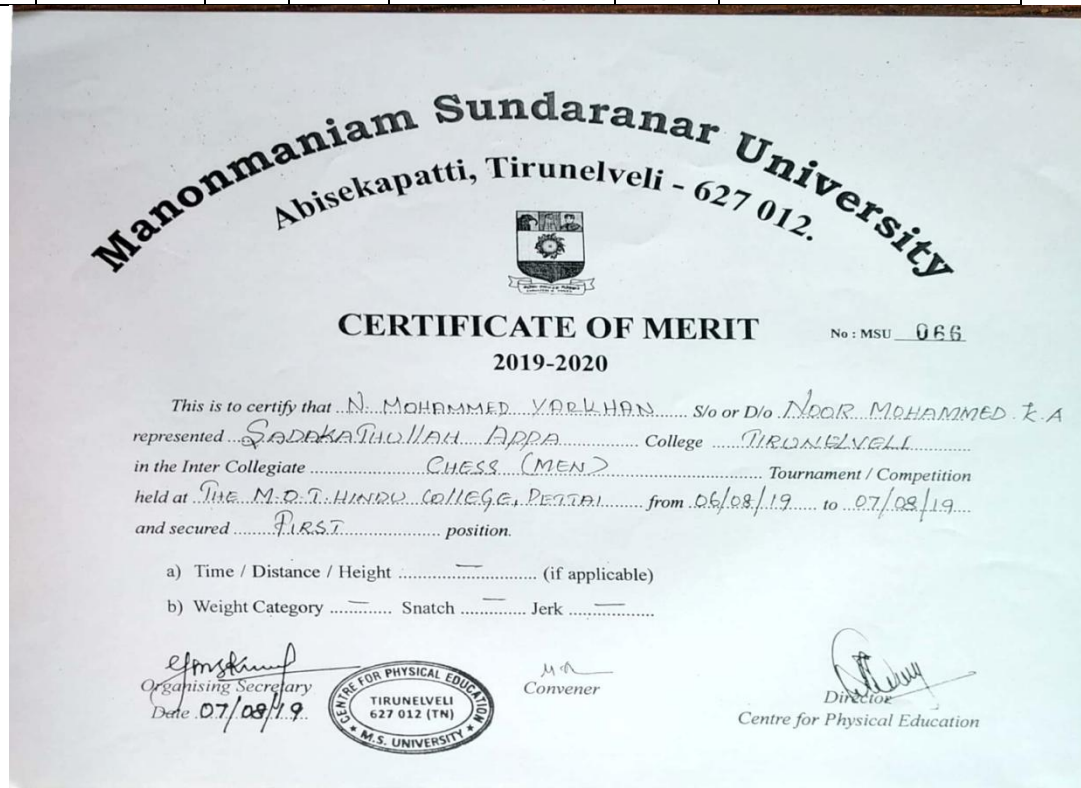 Manonmaniam Sundaranar University
Abisekapatti, Tirunelveli - 627 012.
CERTIFICATE OF MERIT
No : MSU 066
2019-2020
This is to certify that N. MOHAMMED YARKHAN S/o or D/o NOOR MOHAMMED. K.A
represented SADAKATHULLAH APPA College TIRUNELVELI
in the Inter Collegiate CHESS (MEN) Tournament / Competition
held at THE M.D.T. HINDU COLLEGE, PETTAI from 06/08/19 to 07/08/19
and secured FIRST position.
a) Time / Distance / Height — (if applicable)
b) Weight Category — Snatch — Jerk —
Organising Secretary
Date 07/08/19.
CENTRE FOR PHYSICAL EDUCATION
TIRUNELVELI
627 012 (TN)
★ M.S. UNIVERSITY ★
Convener
Director
Centre for Physical Education